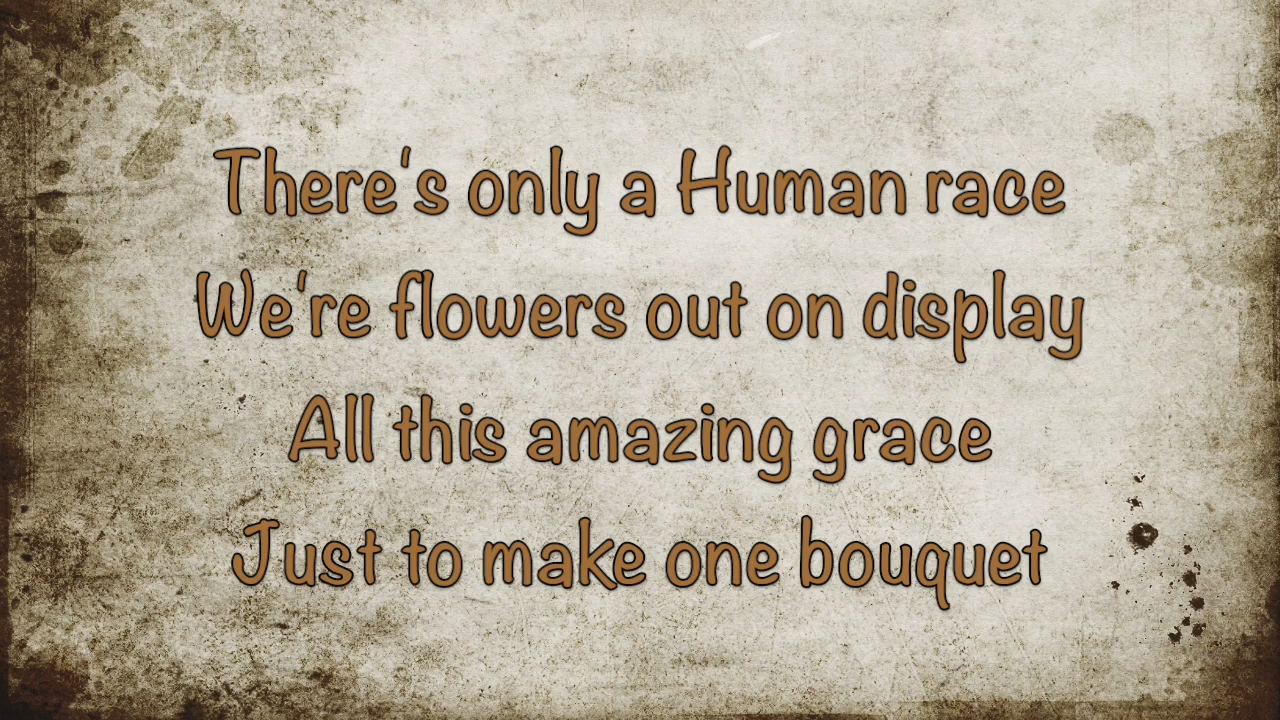 There's only a Human race
We're flowers out on display
All this amazing grace
Just to make one bouquet